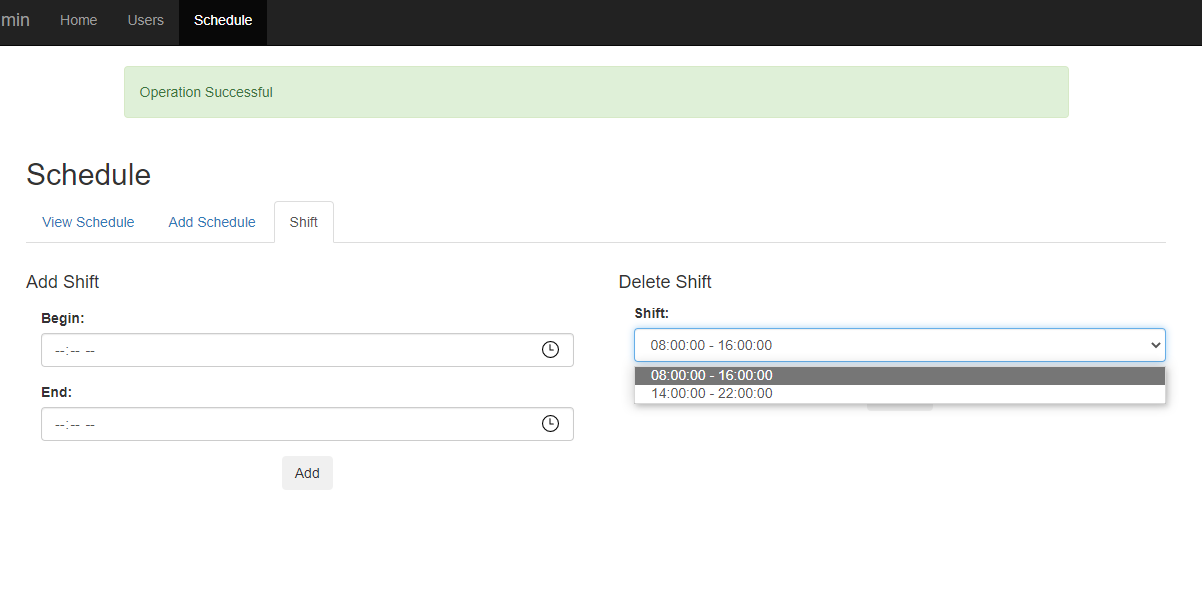 min Home Users Schedule
Operation Successful
Schedule
View Schedule Add Schedule Shift
Add Shift
Begin:
--:-- --
End:
--:-- --
Add
Delete Shift
Shift:
08:00:00 - 16:00:00
08:00:00 - 16:00:00
14:00:00 - 22:00:00